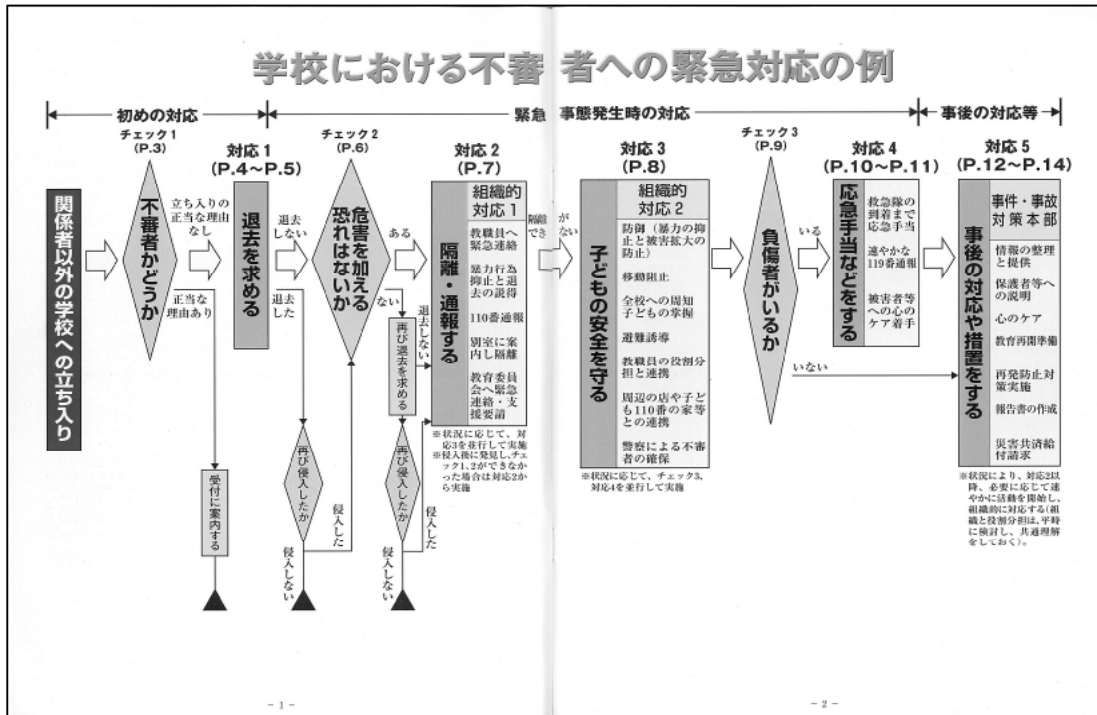 学校における不審者への緊急対応の例
初めの対応
緊急事態発生時の対応
事後の対応等
関係者以外の学校への立ち入り
チェック1
(P.3)
不審者かどうか
立ち入りの
正当な理由
なし
正当な
理由あり
受付に案内する
対応1
(P.4～P.5)
退去を求める
退去
しない
退去
した
再び侵入したか
侵入した
侵入しない
チェック2
(P.6)
危害を加える
恐れはないか
ある
ない
再び退去を求める
退去しない
再び侵入したか
侵入した
侵入しない
対応2
(P.7)
隔離・通報する
組織的
対応1
教職員へ
緊急連絡
暴力行為
抑止と退
去の説得
110番通報
別室に案
内し隔離
教育委員
会へ緊急
連絡・支
援要請
※状況に応じて、対
応3を並行して実施
※侵入後に発見し、チェッ
ク1、2ができなか
った場合は対応2か
ら実施
隔離が
できない
対応3
(P.8)
子どもの安全を守る
組織的
対応2
防御（暴力の抑
止と被害拡大の
防止）
移動阻止
全校への周知
子どもの掌握
避難誘導
教職員の役割分
担と連携
周辺の店や子ど
も110番の家等
との連携
警察による不審
者の確保
※状況に応じて、チェック3、
対応4を並行して実施
チェック3
(P.9)
負傷者がいるか
いる
いない
対応4
(P.10～P.11)
応急手当などをする
救急隊の
到着まで
応急手当
速やかな
119番通報
被害者等
への心の
ケア着手
対応5
(P.12～P.14)
事後の対応や措置をする
事件・事故
対策本部
情報の整理
と提供
保護者等へ
の説明
心のケア
教育再開準備
再発防止対
策実施
報告書の作成
災害共済給
付請求
※状況により、対応2以
降、必要に応じて速
やかに活動を開始し、
組織的に対応する(組
織と役割分担は、平時
に検討し、共通理解
をしておく)。
- 1 -
- 2 -